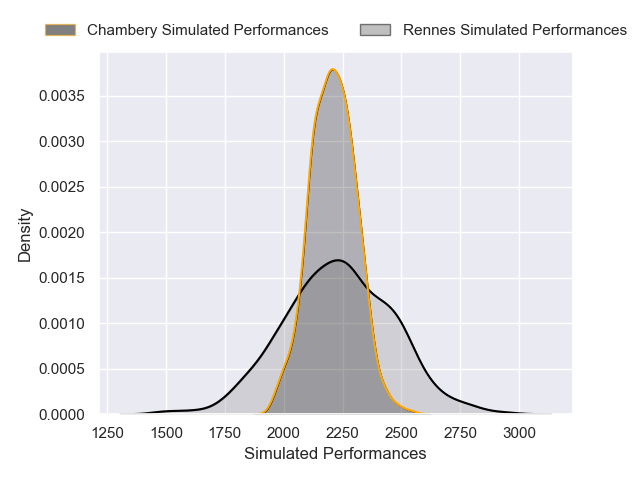 Chambery Simulated Performances
Rennes Simulated Performances
0.0035
0.0030
0.0025
0.0020
0.0015
0.0010
0.0005
0.0000
Density
1250 1500 1750 2000 2250 2500 2750 3000
Simulated Performances